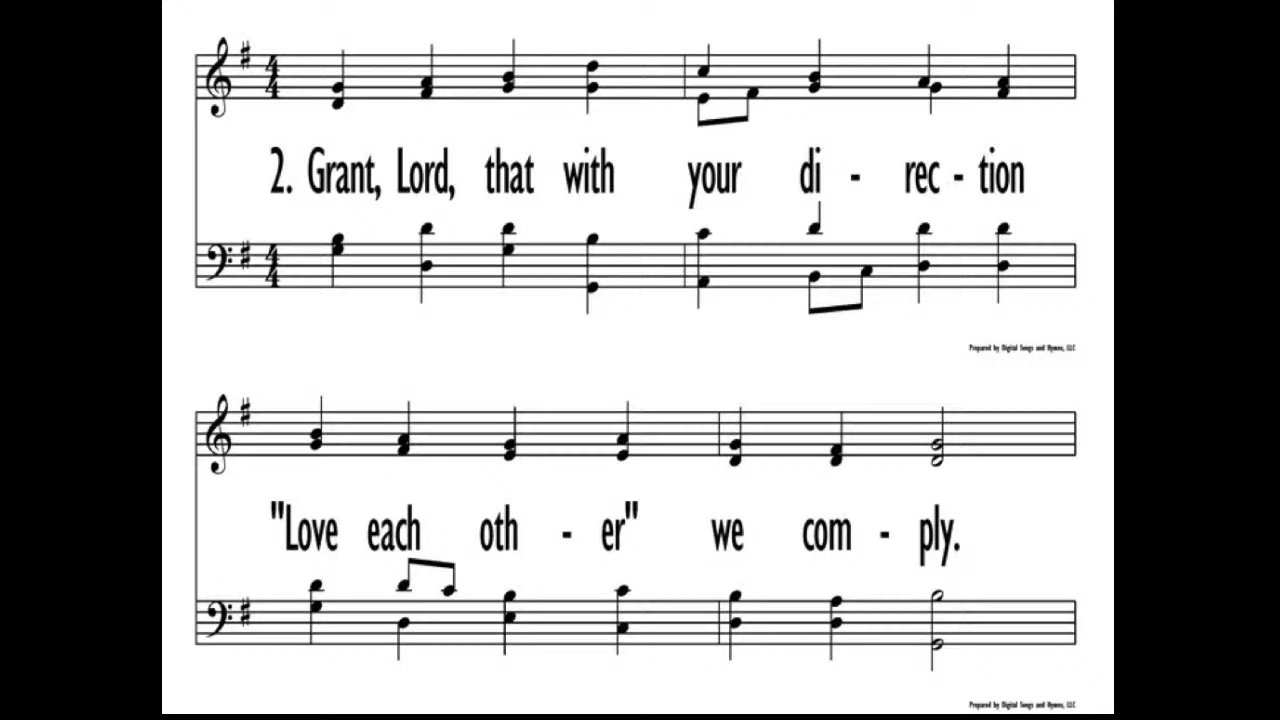 2. Grant, Lord, that with your di - rec - tion
Prepared by Digital Songs and Hymns, LLC
"Love each oth - er" we com - ply.
Prepared by Digital Songs and Hymns, LLC